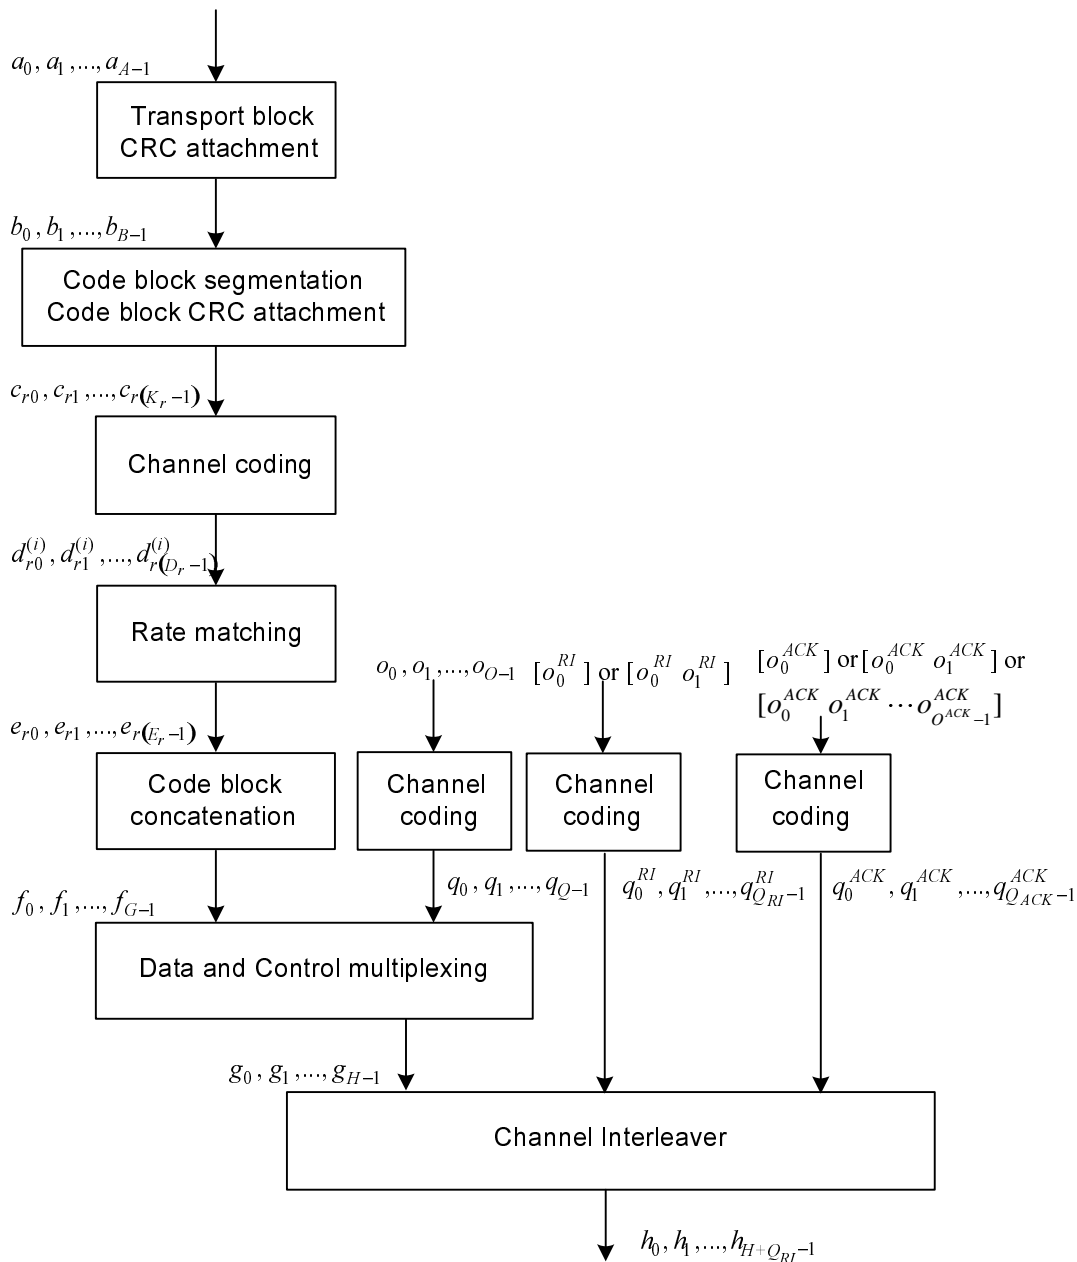 a_0, a_1, ..., a_{A−1}
Transport block
CRC attachment
b_0, b_1, ..., b_{B−1}
Code block segmentation
Code block CRC attachment
c_{r0}, c_{r1}, ..., c_{r(K_r−1)}
Channel coding
d_{r0}^{(i)}, d_{r1}^{(i)}, ..., d_{r(D_r−1)}^{(i)}
Rate matching
o_0, o_1, ..., o_{O−1}
[o_0^{RI}] or [o_0^{RI} o_1^{RI}]
[o_0^{ACK}] or [o_0^{ACK} o_1^{ACK}] or
[o_0^{ACK} o_1^{ACK} ⋯ o_{O^{ACK}−1}^{ACK}]
e_{r0}, e_{r1}, ..., e_{r(E_r−1)}
Code block
concatenation
Channel
coding
Channel
coding
Channel
coding
f_0, f_1, ..., f_{G−1}
q_0, q_1, ..., q_{Q−1}
q_0^{RI}, q_1^{RI}, ..., q_{Q_{RI}−1}^{RI}
q_0^{ACK}, q_1^{ACK}, ..., q_{Q_{ACK}−1}^{ACK}
Data and Control multiplexing
g_0, g_1, ..., g_{H−1}
Channel Interleaver
h_0, h_1, ..., h_{H+Q_{RI}−1}